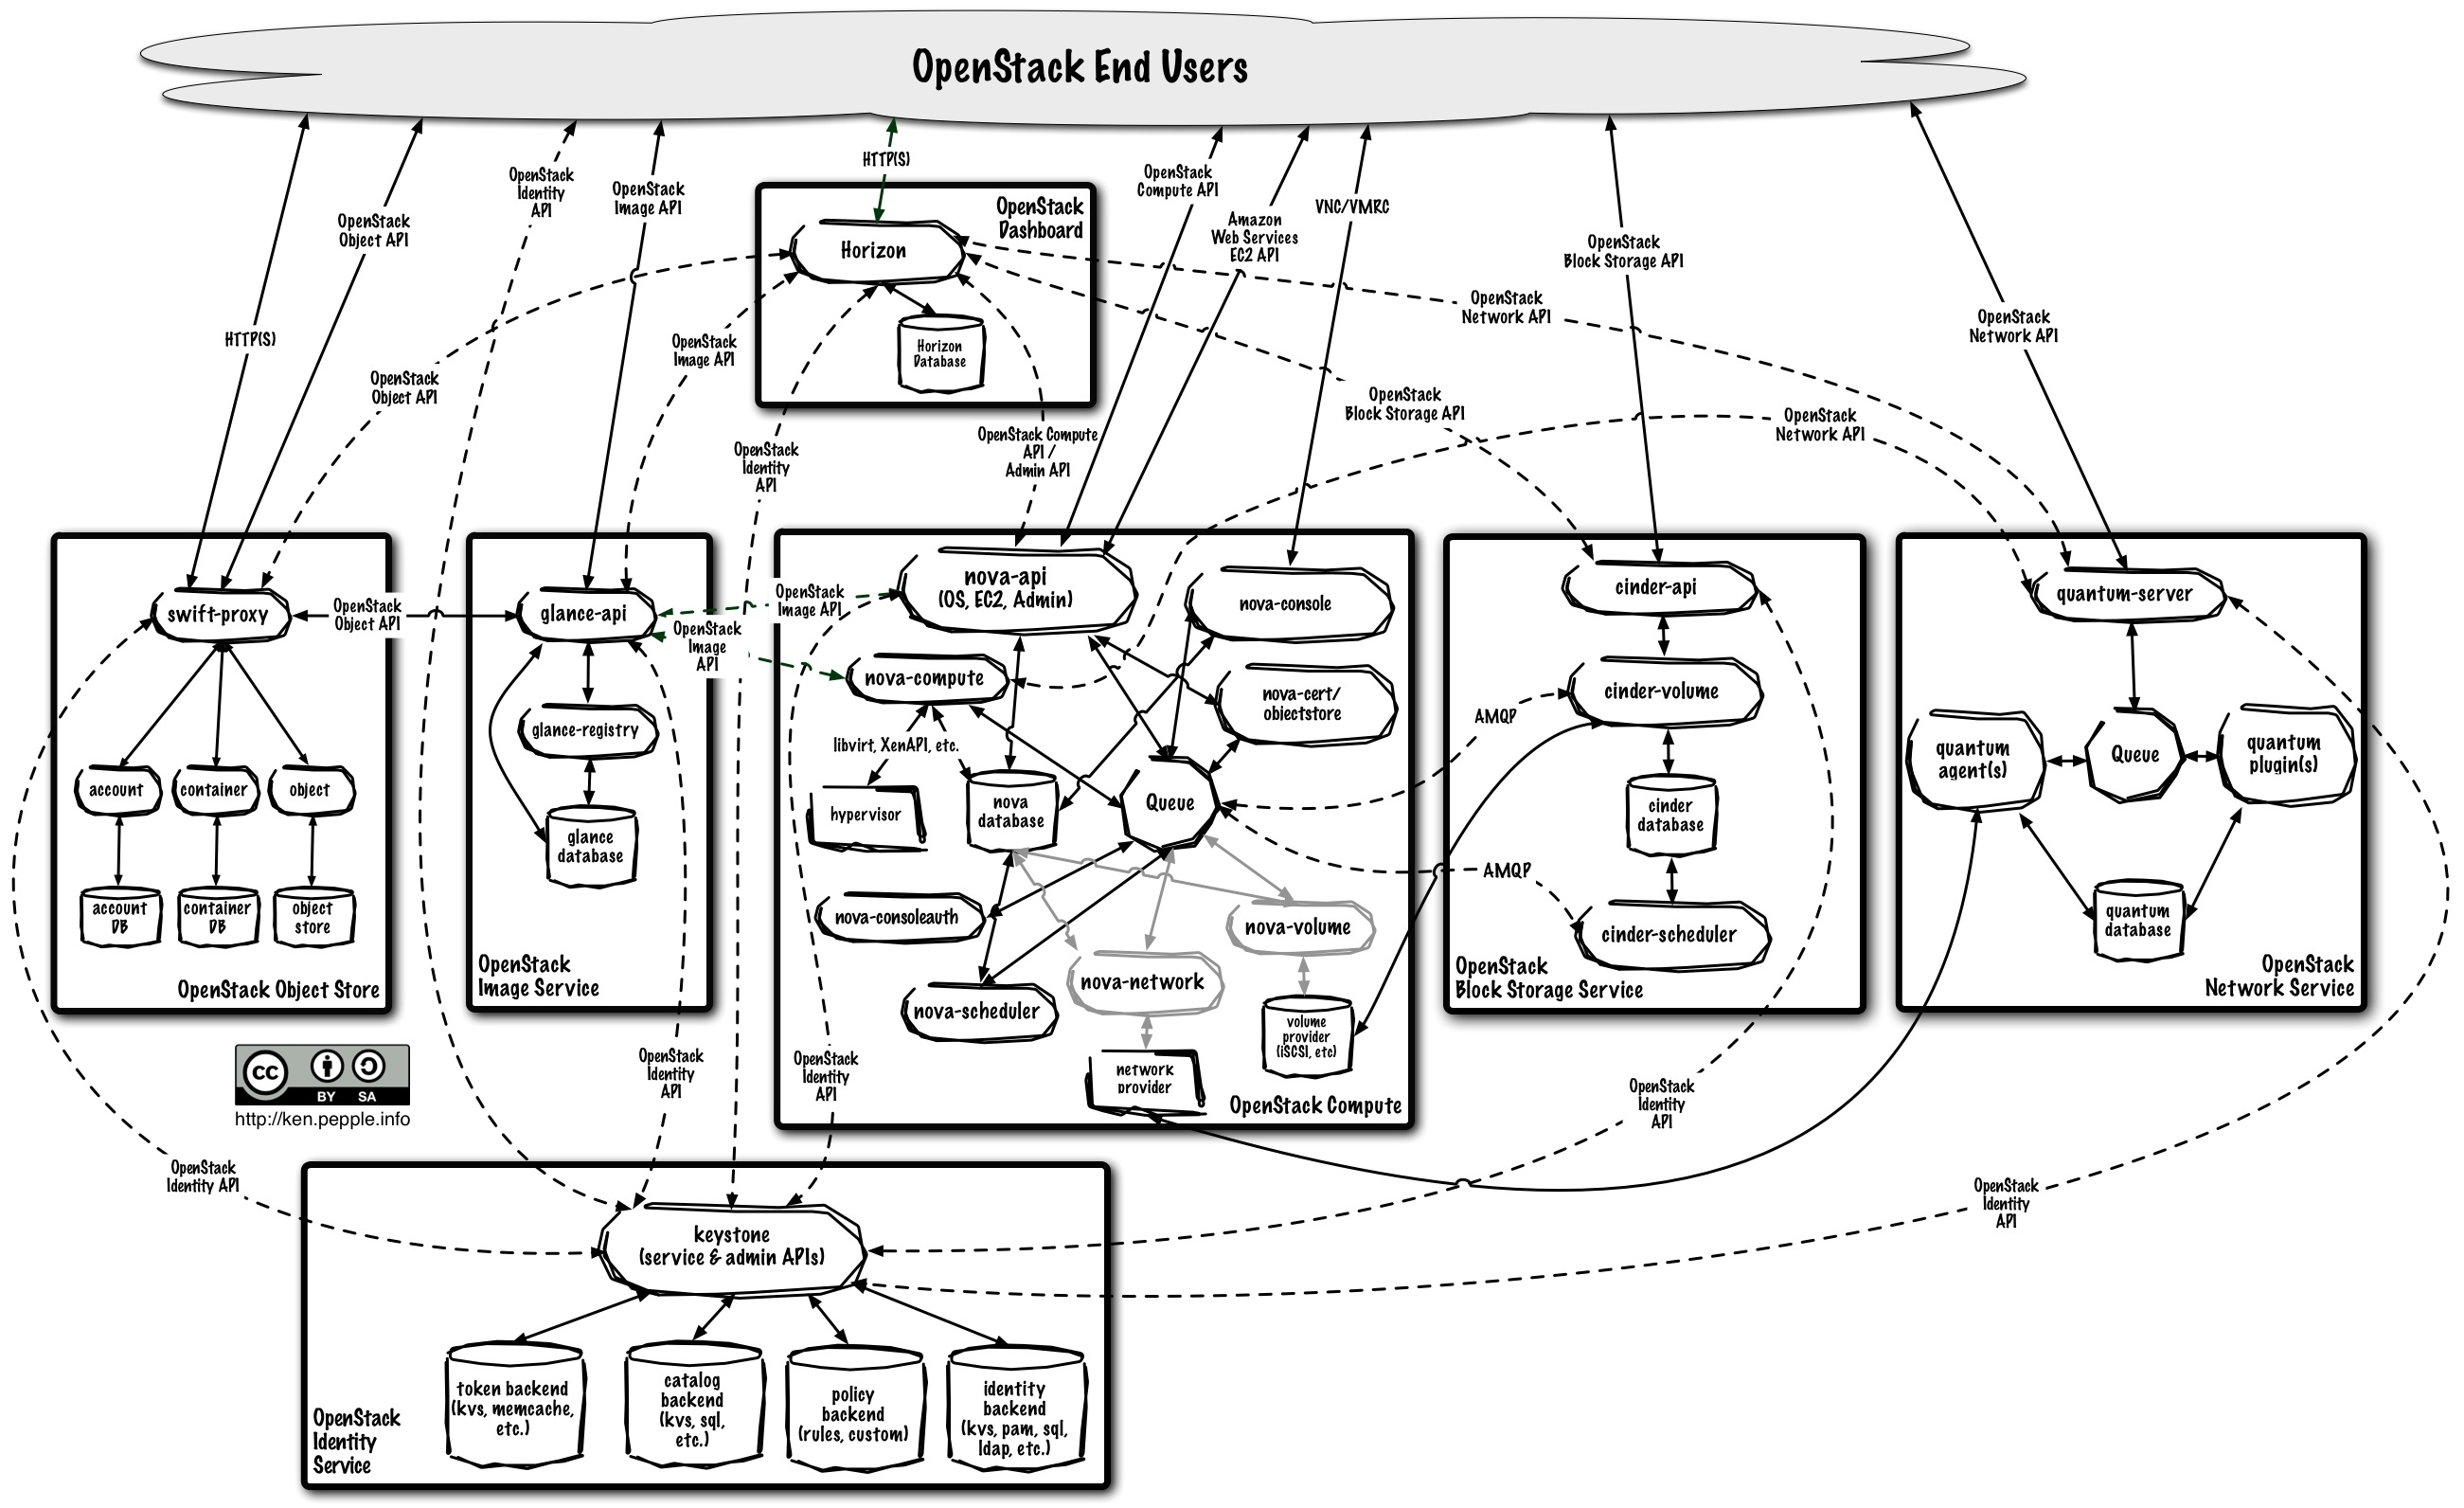 OpenStack End Users
HTTP(S)
OpenStack
Object API
OpenStack
Identity
API
OpenStack
Image API
HTTP(S)
OpenStack
Compute API
Amazon
Web Services
EC2 API
VNC/VMRC
OpenStack
Block Storage API
OpenStack
Network API
OpenStack
Dashboard
Horizon
Horizon
Database
OpenStack
Object API
OpenStack
Image API
OpenStack
Identity
API
OpenStack Compute
API /
Admin API
OpenStack
Network API
OpenStack
Block Storage API
OpenStack
Network API
swift-proxy
account
container
object
account
DB
container
DB
object
store
OpenStack Object Store
OpenStack
Object API
glance-api
glance-registry
glance
database
OpenStack
Image Service
OpenStack
Image API
OpenStack
Image
API
nova-api
(OS, EC2, Admin)
nova-console
nova-compute
nova-cert/
objectstore
libvirt, XenAPI, etc.
hypervisor
nova
database
Queue
nova-consoleauth
nova-volume
nova-network
nova-scheduler
volume
provider
(iSCSI, etc)
network
provider
OpenStack Compute
AMQP
AMQP
cinder-api
cinder-volume
cinder
database
cinder-scheduler
OpenStack
Block Storage Service
quantum-server
quantum
agent(s)
Queue
quantum
plugin(s)
quantum
database
OpenStack
Network Service
cc
BY SA
http://ken.pepple.info
OpenStack
Identity API
OpenStack
Identity
API
OpenStack
Identity
API
OpenStack
Identity
API
OpenStack
Identity
API
keystone
(service & admin APIs)
token backend
(kvs, memcache,
etc.)
catalog
backend
(kvs, sql,
etc.)
policy
backend
(rules, custom)
identity
backend
(kvs, pam, sql,
ldap, etc.)
OpenStack
Identity
Service